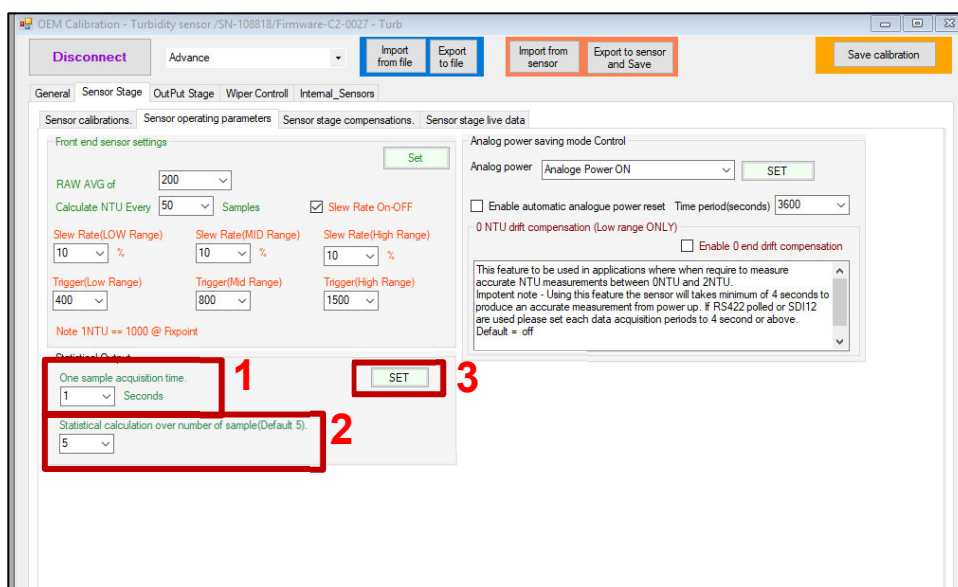 OEM Calibration - Turbidity sensor /SN-108818/Firmware-C2-0027 - Turb
Disconnect
Advance
Import from file
Export to file
Import from sensor
Export to sensor and Save
Save calibration
General Sensor Stage OutPut Stage Wiper Controll Internal_Sensors
Sensor calibrations. Sensor operating parameters Sensor stage compensations. Sensor stage live data
Front end sensor settings
Set
RAW AVG of 200
Calculate NTU Every 50 Samples Slew Rate On-OFF
Slew Rate(LOW Range) Slew Rate(MID Range) Slew Rate(High Range)
10 % 10 % 10 %
Trigger(Low Range) Trigger(Mid Range) Trigger(High Range)
400 800 1500
Note 1NTU == 1000 @ Fixpoint
Statistical Output
One sample acquisition time.
1 Seconds
1
SET
3
Statistical calculation over number of sample(Default 5).
5
2
Analog power saving mode Control
Analog power Analoge Power ON SET
Enable automatic analogue power reset Time period(seconds) 3600
0 NTU drift compensation (Low range ONLY)
Enable 0 end drift compensation
This feature to be used in applications where when require to measure
accurate NTU measurements between 0NTU and 2NTU.
Impotent note - Using this feature the sensor will takes minimum of 4 seconds to
produce an accurate measurement from power up. If RS422 polled or SDI12
are used please set each data acquisition periods to 4 second or above.
Default = off